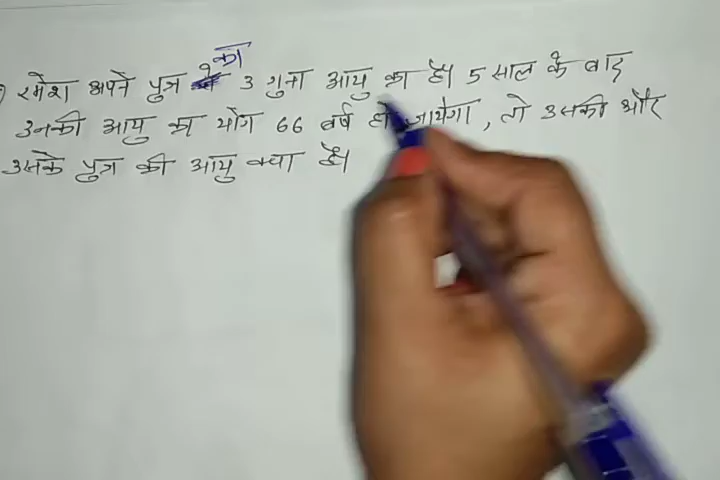 रमेश अपने पुत्र का 3 गुना आयु का है। 5 साल के बाद
उनकी आयु का योग 66 वर्ष हो जायेगा, तो उसकी और
उसके पुत्र की आयु क्या है।